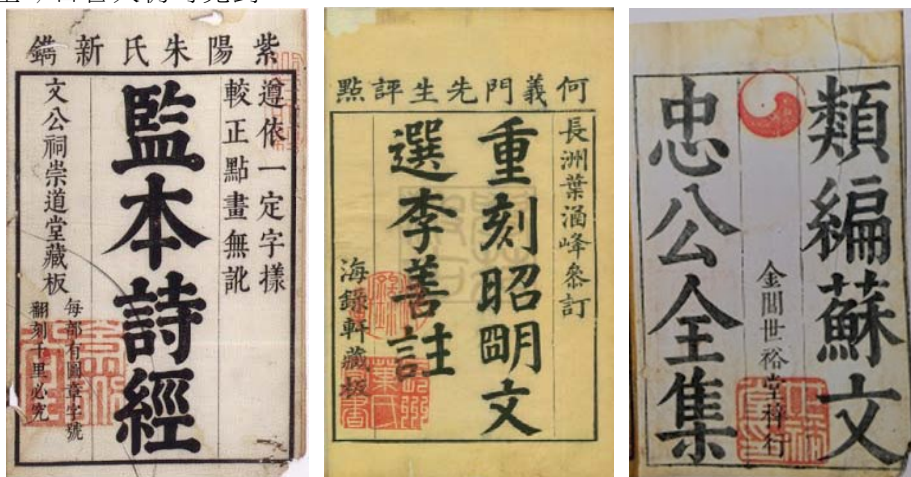 紫陽朱氏新鐫
遵依一定字樣
較正點畫無訛
監本詩經
文公祠崇道堂藏板
每部有圖章字號
翻刻千里必究
何義門先生評點
長洲葉涵峰叅訂
重刻昭眀文
選李善註
海錄軒藏板
類編蘇文
金閶世裕堂梓行
忠公全集